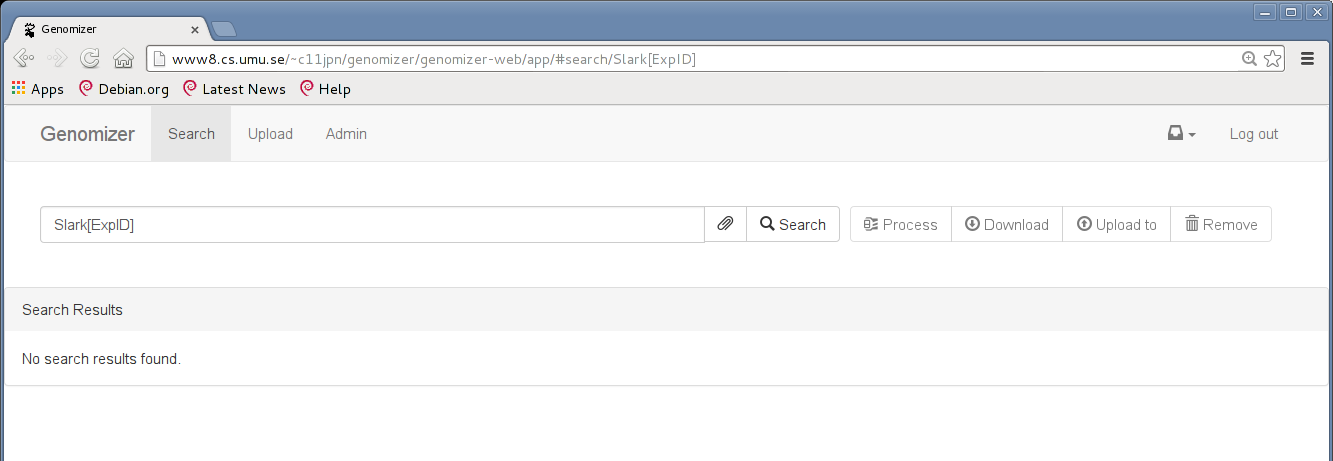 Genomizer
www8.cs.umu.se/~c11jpn/genomizer/genomizer-web/app/#search/Slark[ExpID]
Apps Debian.org Latest News Help
Genomizer Search Upload Admin Log out
Slark[ExpID] Search Process Download Upload to Remove
Search Results
No search results found.